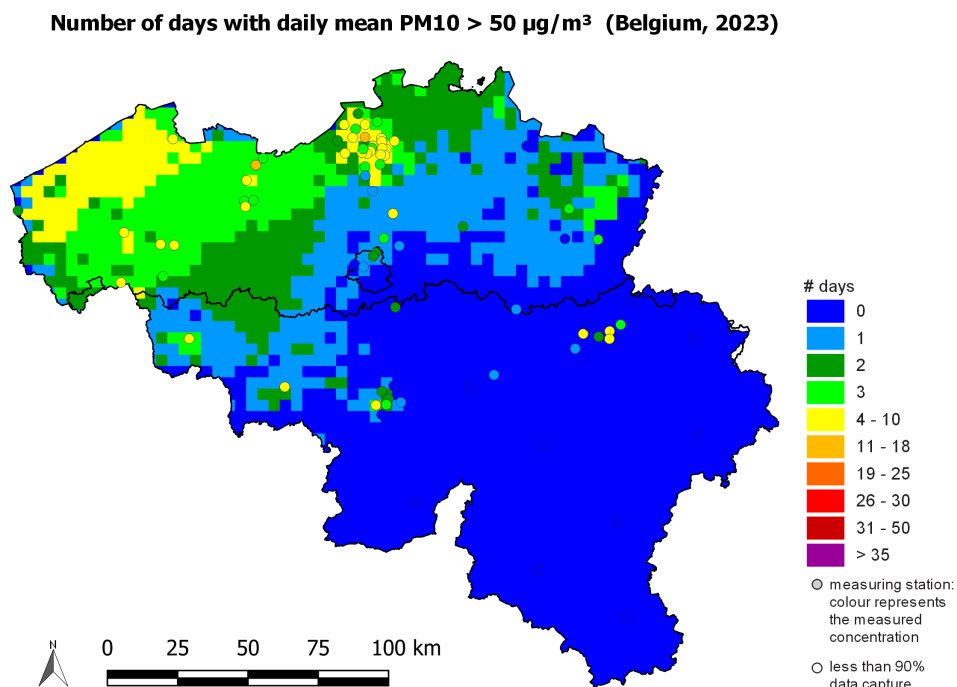 Number of days with daily mean PM10 > 50 µg/m³ (Belgium, 2023)
# days
0
1
2
3
4 - 10
11 - 18
19 - 25
26 - 30
31 - 50
> 35
measuring station:
colour represents
the measured
concentration
less than 90%
data capture
N
0 25 50 75 100 km